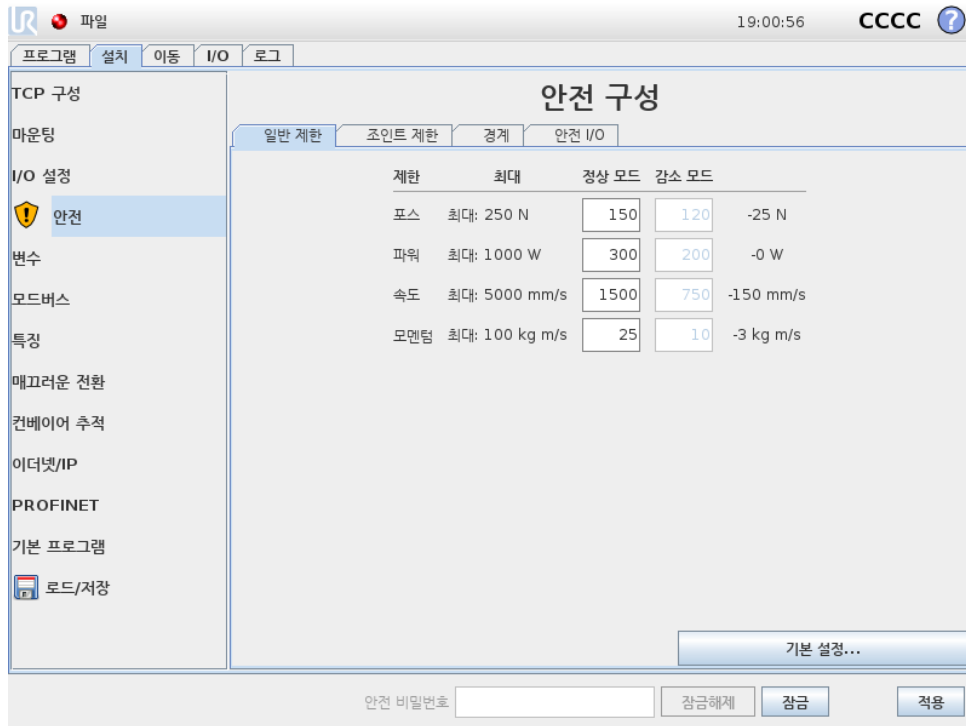 UR 파일 19:00:56 CCCC ?
프로그램 설치 이동 I/O 로그
TCP 구성
마운팅
I/O 설정
안전
변수
모드버스
특징
매끄러운 전환
컨베이어 추적
이더넷/IP
PROFINET
기본 프로그램
로드/저장
안전 구성
일반 제한 조인트 제한 경계 안전 I/O
제한 최대 정상 모드 감소 모드
포스 최대: 250 N 150 120 -25 N
파워 최대: 1000 W 300 200 -0 W
속도 최대: 5000 mm/s 1500 750 -150 mm/s
모멘텀 최대: 100 kg m/s 25 10 -3 kg m/s
기본 설정...
안전 비밀번호 잠금해제 잠금 적용